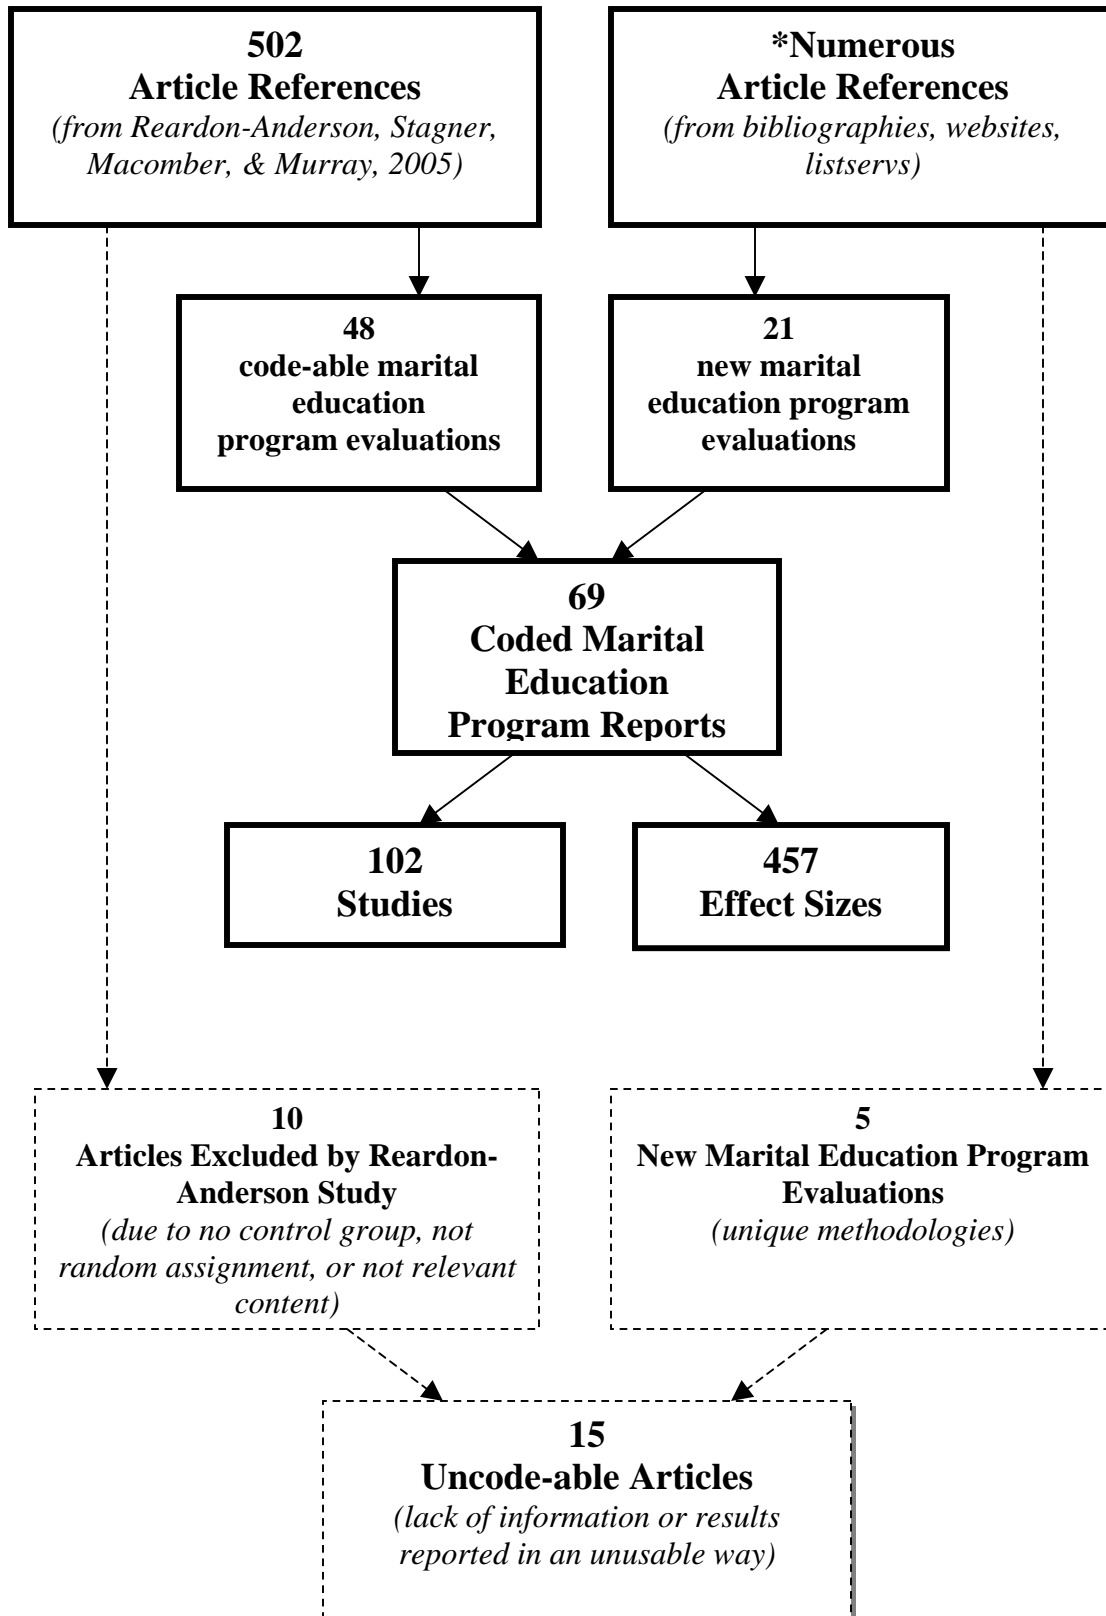 502
Article References
(from Reardon-Anderson, Stagner,
Macomber, & Murray, 2005)
*Numerous
Article References
(from bibliographies, websites,
listservs)
48
code-able marital
education
program evaluations
21
new marital
education program
evaluations
69
Coded Marital
Education
Program Reports
102
Studies
457
Effect Sizes
10
Articles Excluded by Reardon-
Anderson Study
(due to no control group, not
random assignment, or not relevant
content)
5
New Marital Education Program
Evaluations
(unique methodologies)
15
Uncode-able Articles
(lack of information or results
reported in an unusable way)